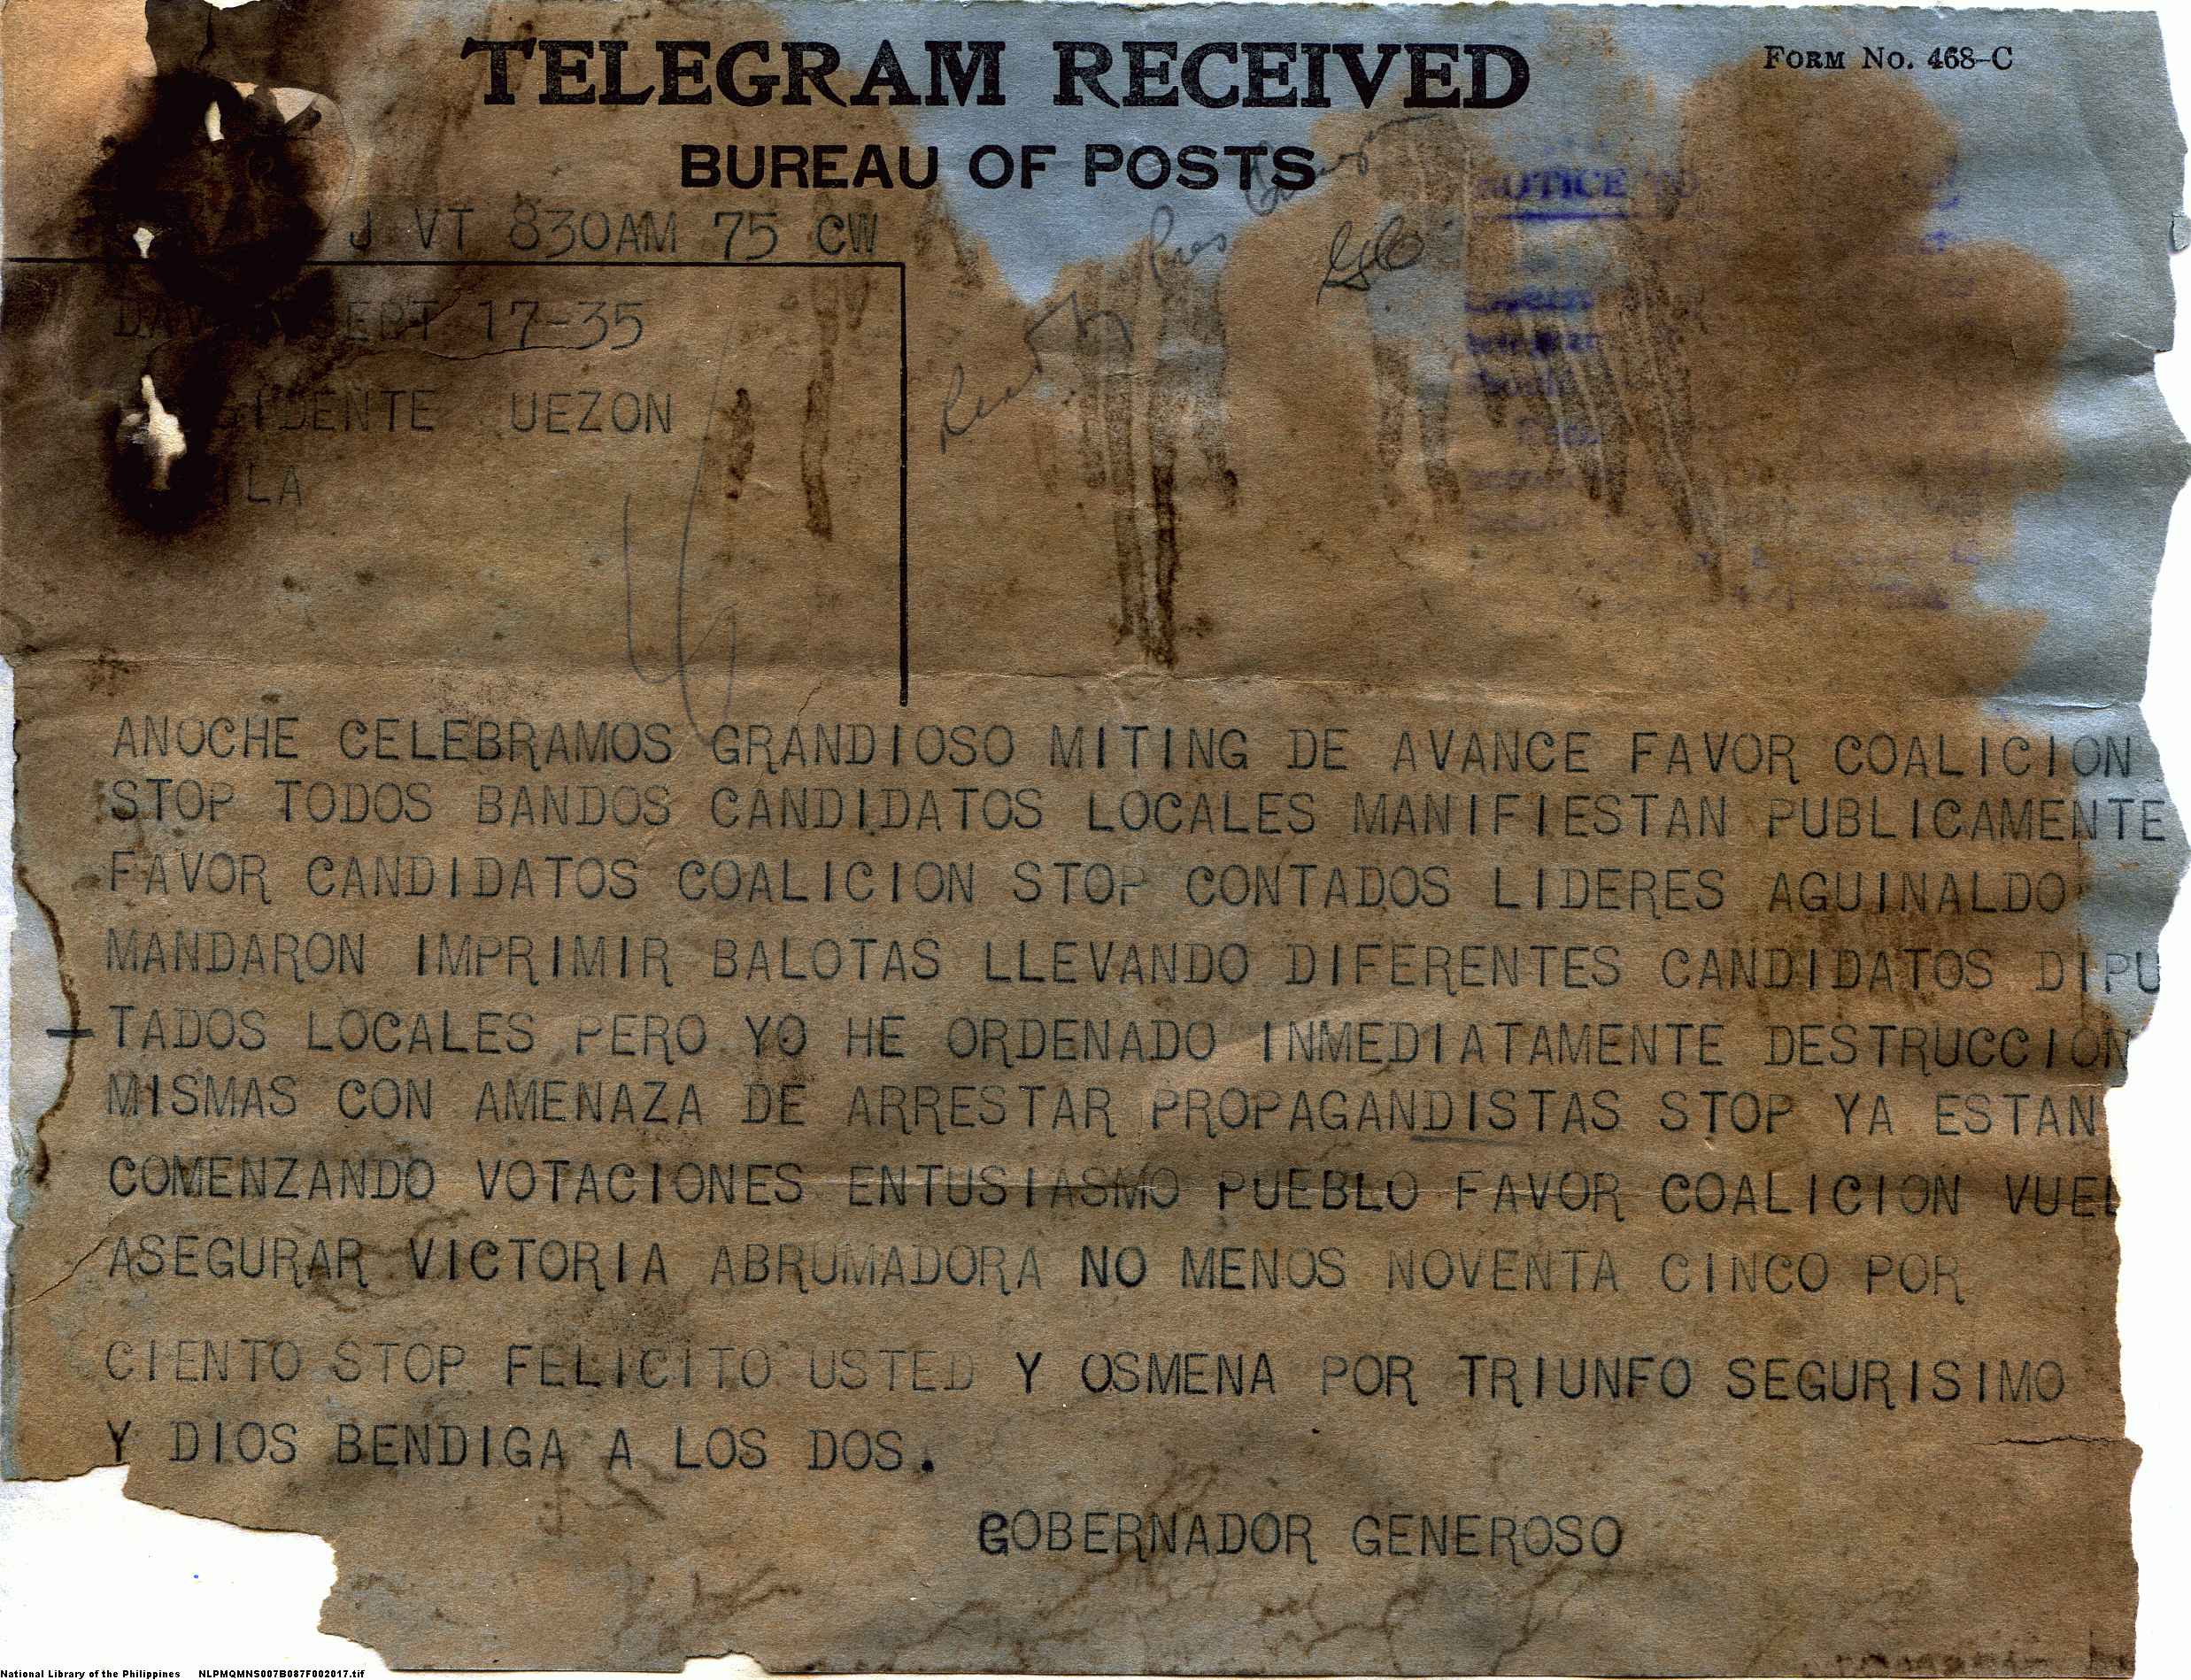 TELEGRAM RECEIVED
FORM NO. 468-C
BUREAU OF POSTS
J VT 830AM 75 CW
NOTICE TO
SEPT 17-35
IDENTE UEZON
LA
ANOCHE CELEBRAMOS GRANDIOSO MITING DE AVANCE FAVOR COALICION
STOP TODOS BANDOS CANDIDATOS LOCALES MANIFIESTAN PUBLICAMENTE
FAVOR CANDIDATOS COALICION STOP CONTADOS LIDERES AGUINALDO
MANDARON IMPRIMIR BALOTAS LLEVANDO DIFERENTES CANDIDATOS DIPU
TADOS LOCALES PERO YO HE ORDENADO INMEDIATAMENTE DESTRUCCION
MISMAS CON AMENAZA DE ARRESTAR PROPAGANDISTAS STOP YA ESTAN
COMENZANDO VOTACIONES ENTUSIASMO PUEBLO FAVOR COALICION VUEL
ASEGURAR VICTORIA ABRUMADORA NO MENOS NOVENTA CINCO POR
CIENTO STOP FELICITO USTED Y OSMENA POR TRIUNFO SEGURISIMO
Y DIOS BENDIGA A LOS DOS.
GOBERNADOR GENEROSO
National Library of the Philippines NLPMQMNS007B087F002017.tif